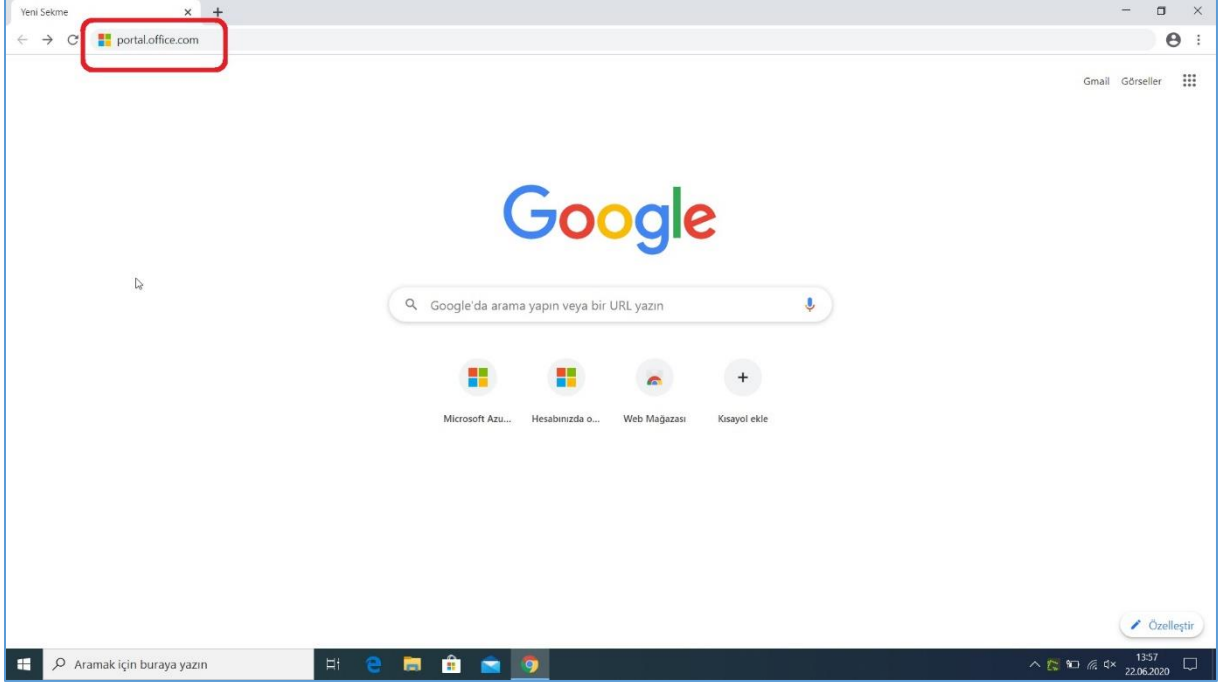 Yeni Sekme
portal.office.com
Gmail Görseller
Google
Google'da arama yapın veya bir URL yazın
Microsoft Azu... Hesabınızda o... Web Mağazası Kısayol ekle
Özelleştir
Aramak için buraya yazın
13:57
22.06.2020